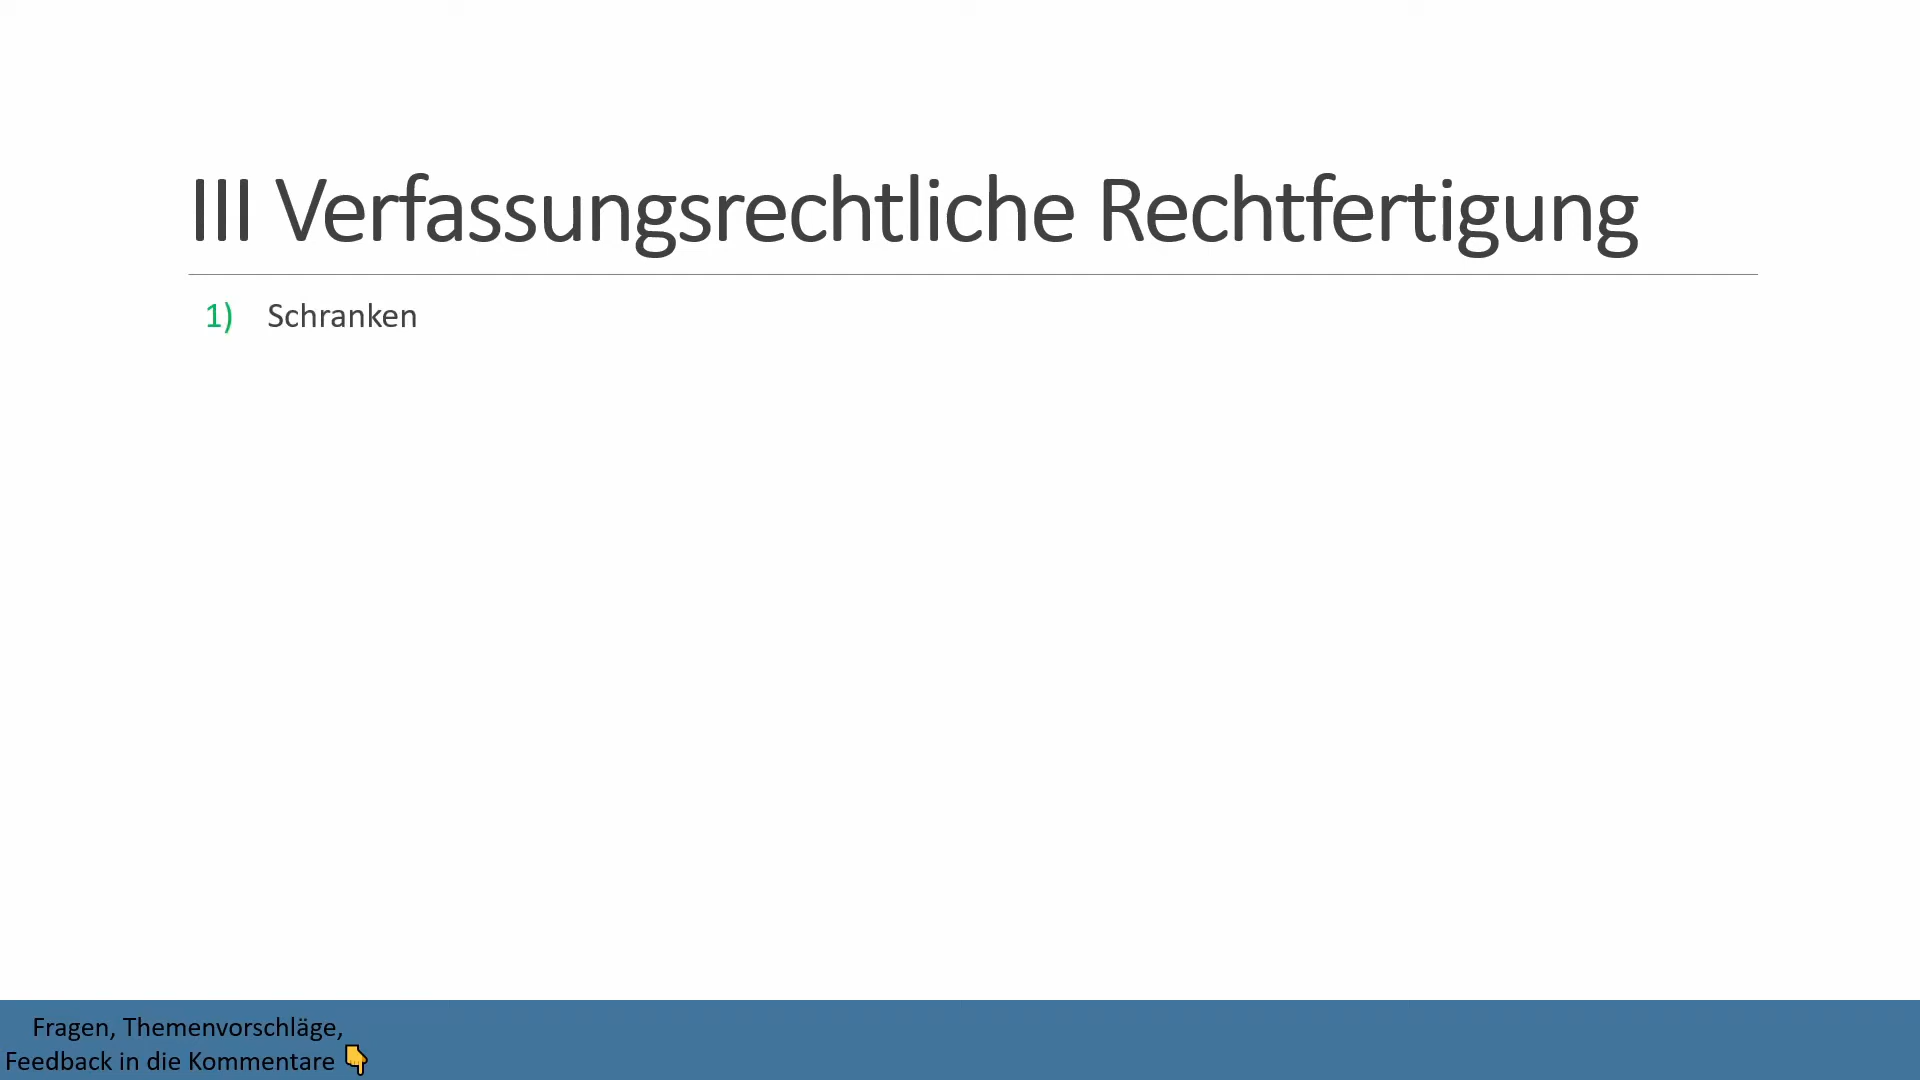 III Verfassungsrechtliche Rechtfertigung
1) Schranken
Fragen, Themenvorschläge,
Feedback in die Kommentare 👇